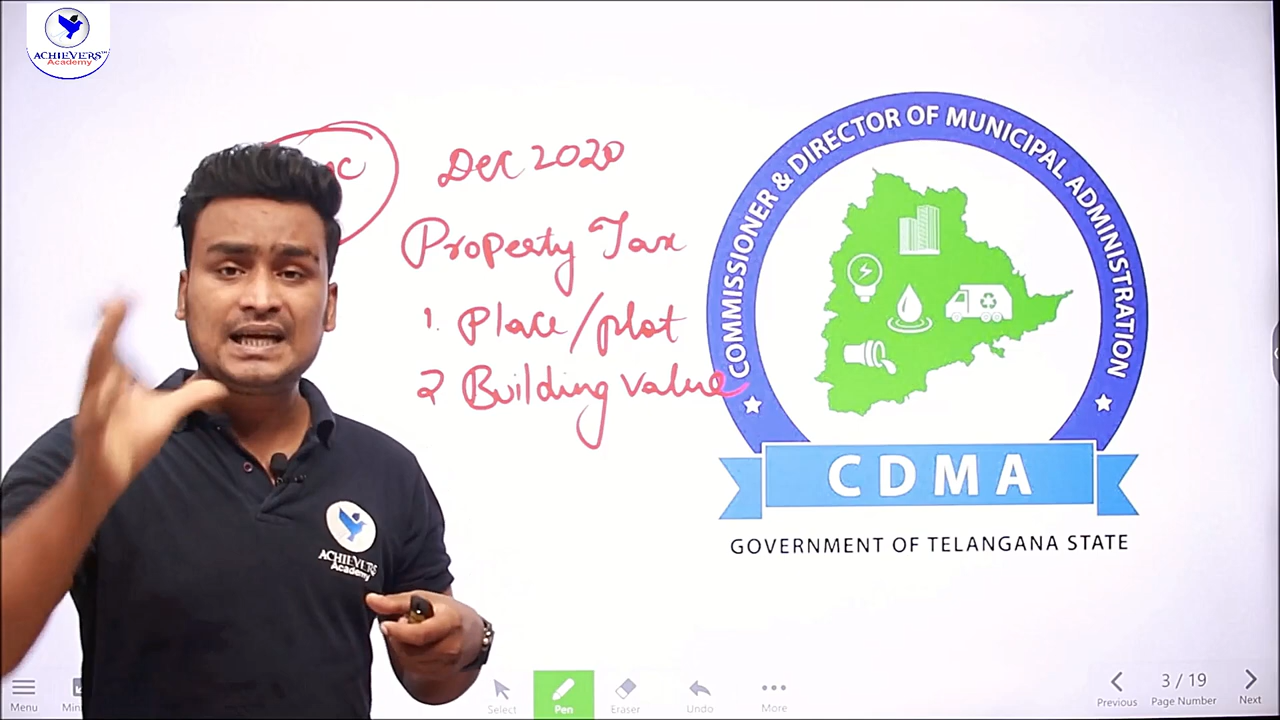 ACHIEVERS™
Academy
Dec 2020
Property Tax
1. Place/plot
2 Building value
COMMISSIONER & DIRECTOR OF MUNICIPAL ADMINISTRATION
CDMA
GOVERNMENT OF TELANGANA STATE
ACHIEVERS
Academy
Menu
Select
Pen
Eraser
Undo
More
Previous
3 / 19
Page Number
Next